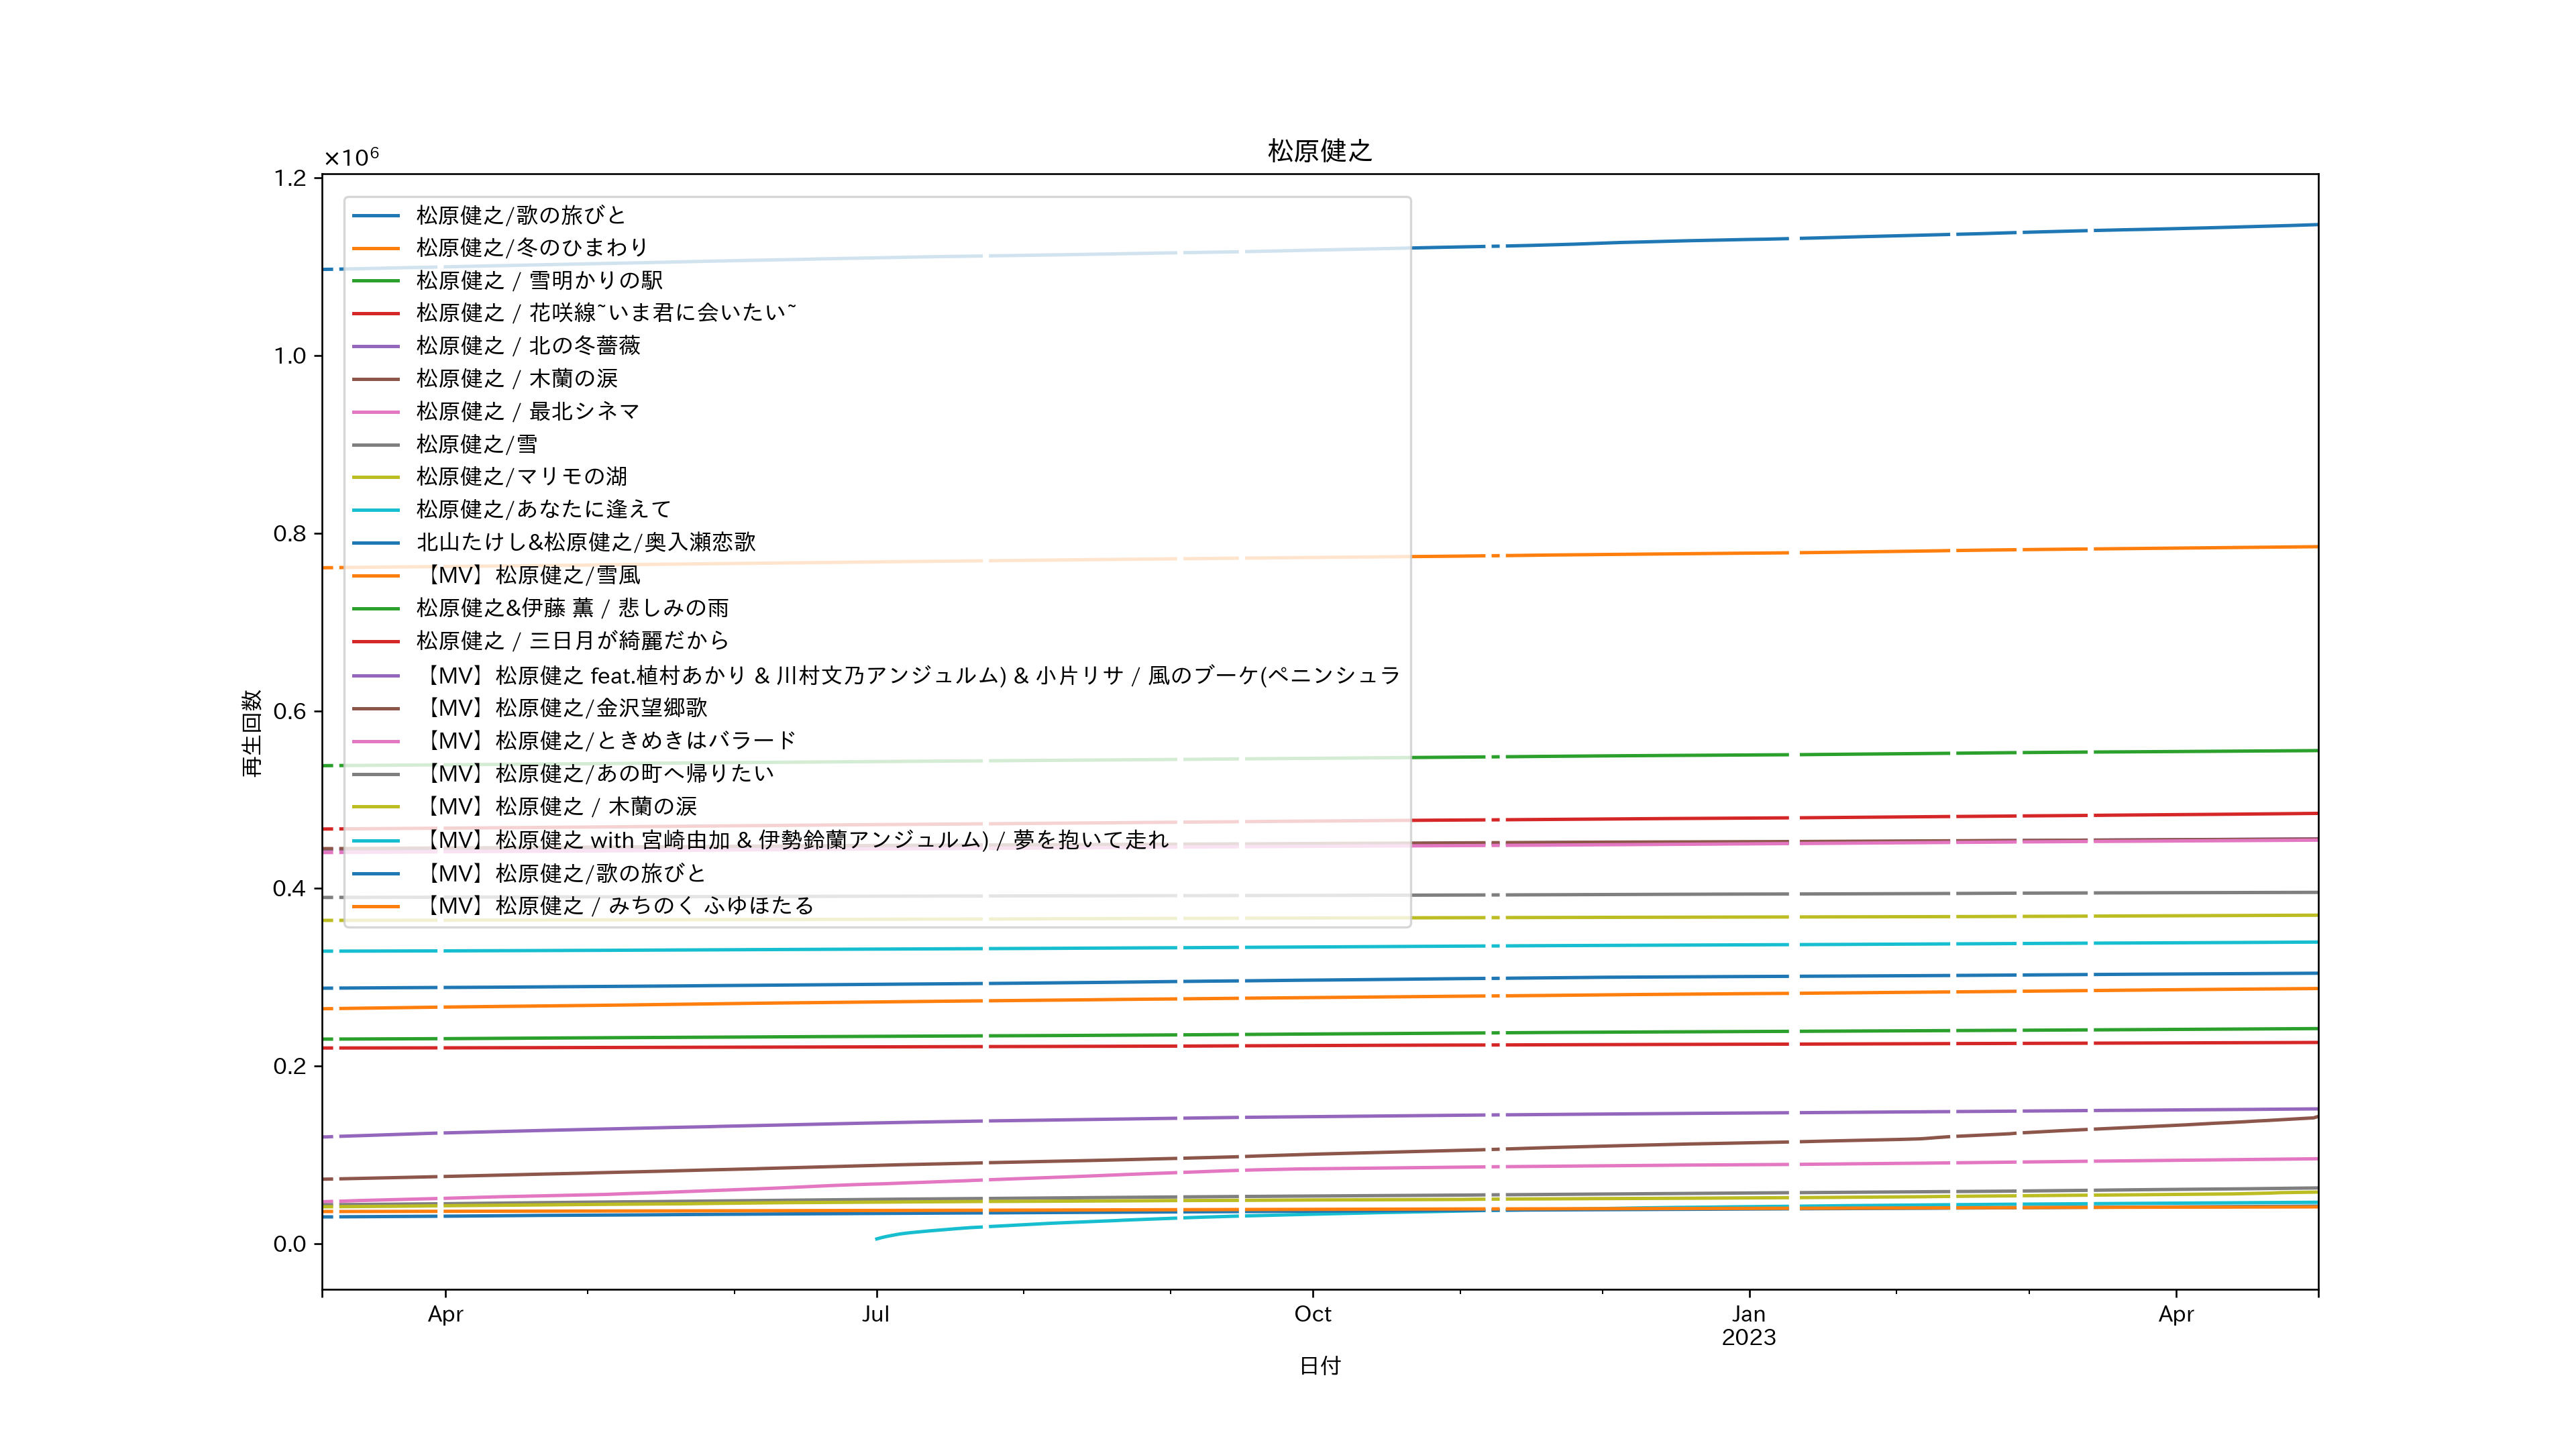 松原健之
×10⁶
1.2
1.0
0.8
0.6
0.4
0.2
0.0
再生回数
松原健之/歌の旅びと
松原健之/冬のひまわり
松原健之 / 雪明かりの駅
松原健之 / 花咲線~いま君に会いたい~
松原健之 / 北の冬薔薇
松原健之 / 木蘭の涙
松原健之 / 最北シネマ
松原健之/雪
松原健之/マリモの湖
松原健之/あなたに逢えて
北山たけし&松原健之/奥入瀬恋歌
【MV】松原健之/雪風
松原健之&伊藤 薫 / 悲しみの雨
松原健之 / 三日月が綺麗だから
【MV】松原健之 feat.植村あかり & 川村文乃アンジュルム) & 小片リサ / 風のブーケ(ペニンシュラ
【MV】松原健之/金沢望郷歌
【MV】松原健之/ときめきはバラード
【MV】松原健之/あの町へ帰りたい
【MV】松原健之 / 木蘭の涙
【MV】松原健之 with 宮崎由加 & 伊勢鈴蘭アンジュルム) / 夢を抱いて走れ
【MV】松原健之/歌の旅びと
【MV】松原健之 / みちのく ふゆほたる
Apr Jul Oct Jan Apr
2023
日付